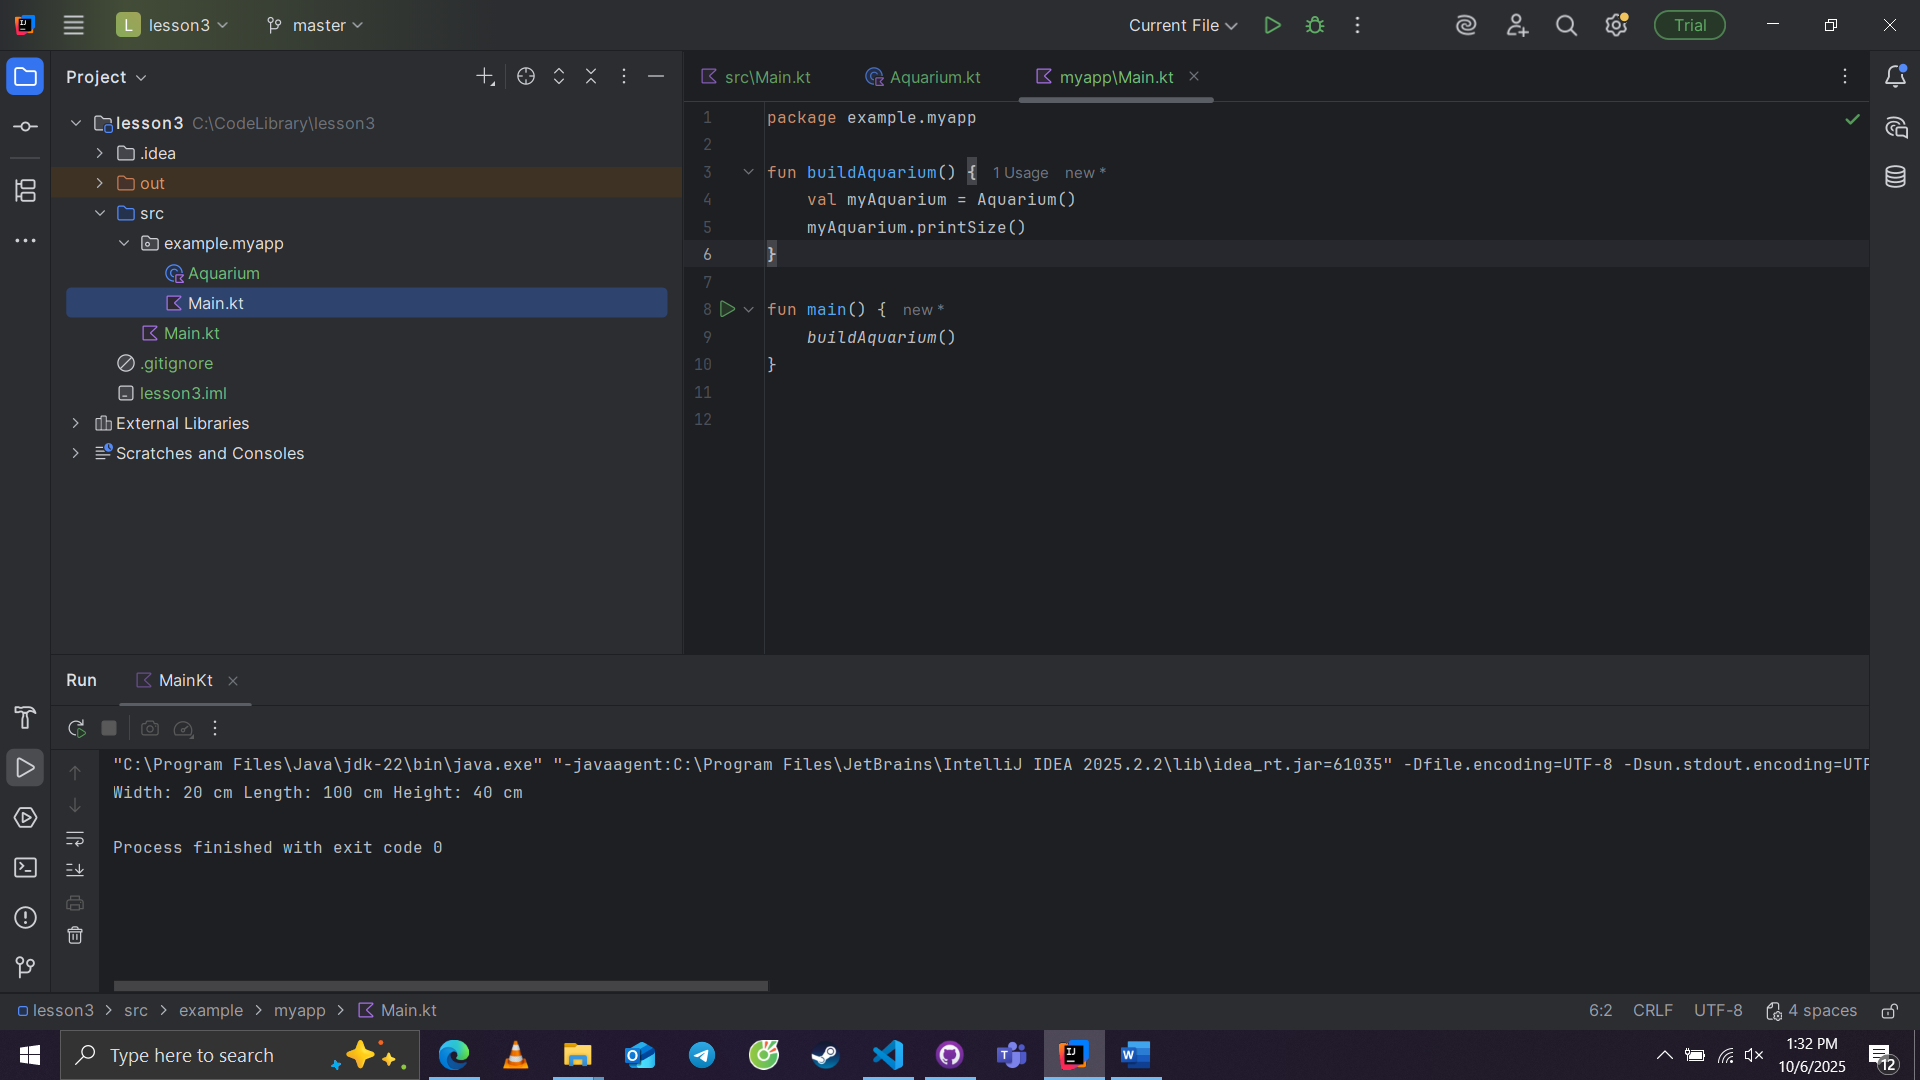 L lesson3 master Current File Trial
Project
src\Main.kt Aquarium.kt myapp\Main.kt
lesson3 C:\CodeLibrary\lesson3
.idea
out
src
example.myapp
Aquarium
Main.kt
Main.kt
.gitignore
lesson3.iml
External Libraries
Scratches and Consoles
1 package example.myapp
2
3 fun buildAquarium() { 1 Usage new *
4 val myAquarium = Aquarium()
5 myAquarium.printSize()
6 }
7
8 fun main() { new *
9 buildAquarium()
10 }
11
12
Run MainKt
"C:\Program Files\Java\jdk-22\bin\java.exe" "-javaagent:C:\Program Files\JetBrains\IntelliJ IDEA 2025.2.2\lib\idea_rt.jar=61035" -Dfile.encoding=UTF-8 -Dsun.stdout.encoding=UTF
Width: 20 cm Length: 100 cm Height: 40 cm
Process finished with exit code 0
lesson3 > src > example > myapp > Main.kt 6:2 CRLF UTF-8 4 spaces
Type here to search
1:32 PM
10/6/2025
12